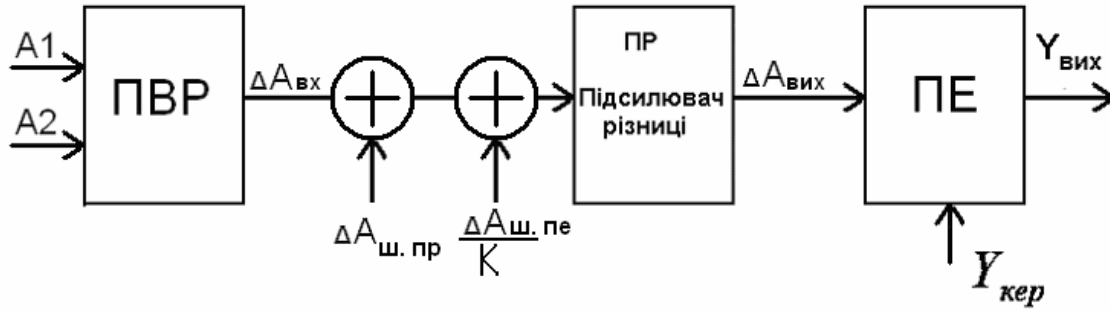 A1
A2
ПВР
ΔAвх
ΔAш. пр
ΔAш. пе
K
ПР
Підсилювач
різниці
ΔAвих
ПЕ
Yвих
Yкер